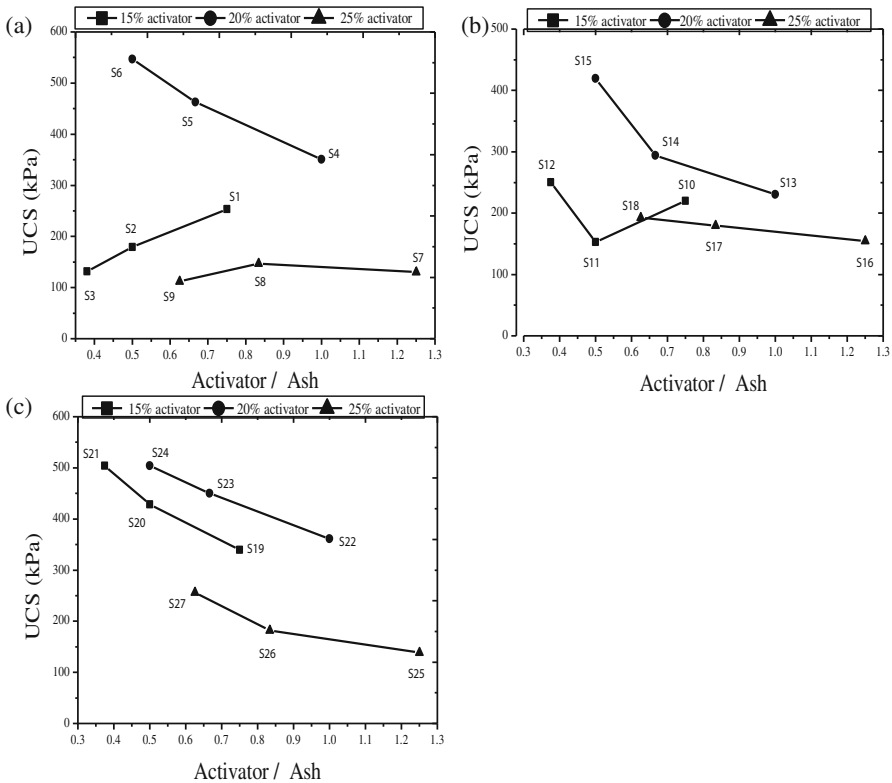 (a)
15% activator 20% activator 25% activator
600
500
400
300
200
100
0
UCS (kPa)
S6
S5
S4
S1
S2
S3
S9
S8
S7
0.4 0.5 0.6 0.7 0.8 0.9 1.0 1.1 1.2 1.3
Activator / Ash
(b)
15% activator 20% activator 25% activator
500
400
300
200
100
0
UCS (kPa)
S15
S14
S13
S12
S10
S18
S11
S17
S16
0.3 0.4 0.5 0.6 0.7 0.8 0.9 1.0 1.1 1.2 1.3
Activator / Ash
(c)
15% activator 20% activator 25% activator
600
500
400
300
200
100
0
UCS (kPa)
S21
S24
S23
S20
S19
S22
S27
S26
S25
0.3 0.4 0.5 0.6 0.7 0.8 0.9 1.0 1.1 1.2 1.3
Activator / Ash